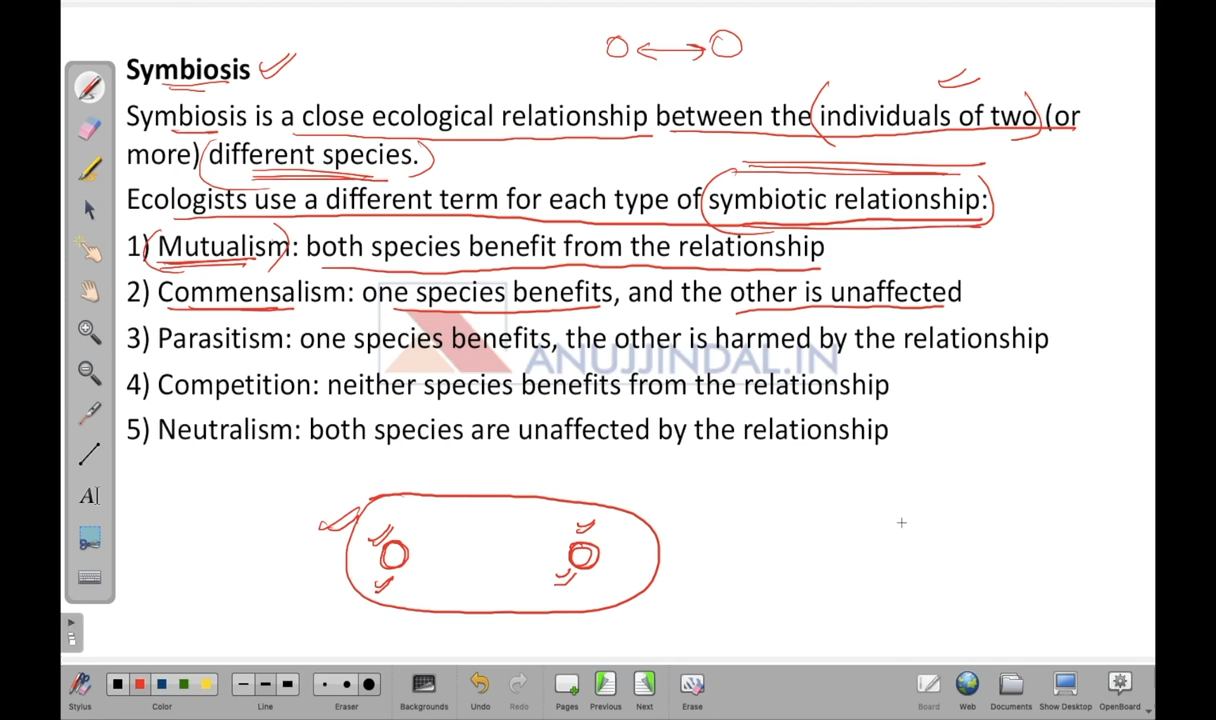 Symbiosis
Symbiosis is a close ecological relationship between the individuals of two (or
more) different species.
Ecologists use a different term for each type of symbiotic relationship:
1) Mutualism: both species benefit from the relationship
2) Commensalism: one species benefits, and the other is unaffected
3) Parasitism: one species benefits, the other is harmed by the relationship
ANUJJINDAL.IN
4) Competition: neither species benefits from the relationship
5) Neutralism: both species are unaffected by the relationship
A
Stylus Color Line Eraser Backgrounds Undo Redo Pages Previous Next Erase Board Web Documents Show Desktop OpenBoard